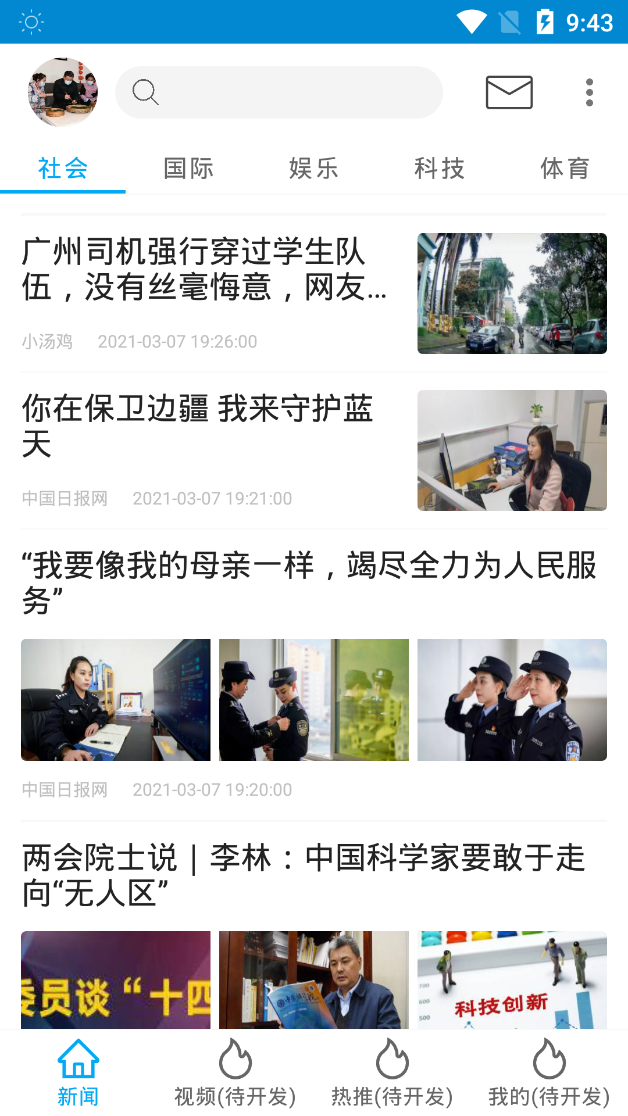 9:43
社会 国际 娱乐 科技 体育
广州司机强行穿过学生队
伍，没有丝毫悔意，网友...
小汤鸡 2021-03-07 19:26:00
你在保卫边疆 我来守护蓝
天
中国日报网 2021-03-07 19:21:00
“我要像我的母亲一样，竭尽全力为人民服
务”
中国日报网 2021-03-07 19:20:00
两会院士说 | 李林：中国科学家要敢于走
向“无人区”
委员谈“十四
700
600
500
科技创新
新闻 视频(待开发) 热推(待开发) 我的(待开发)